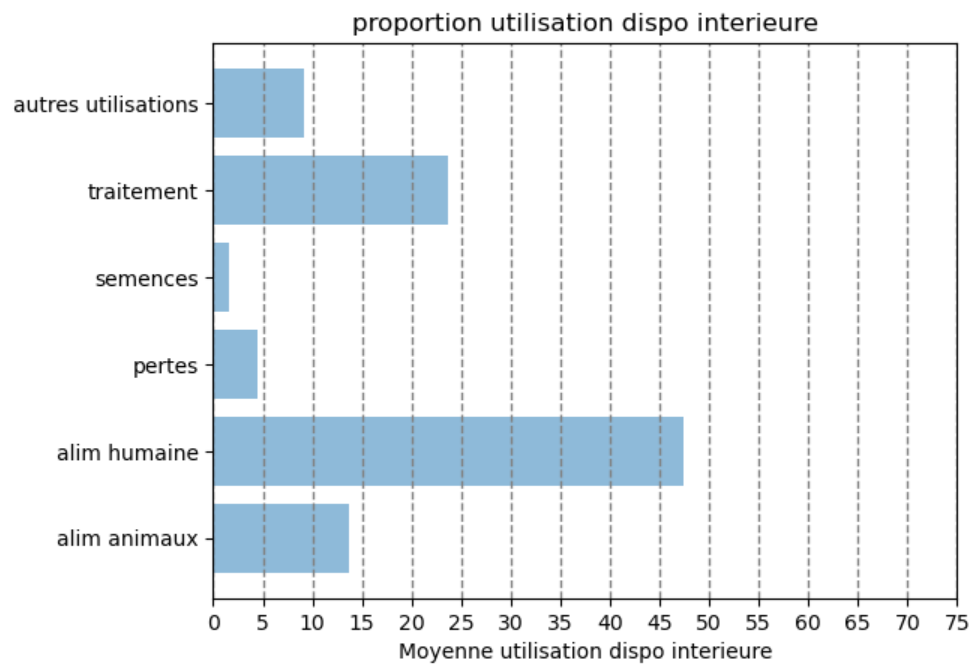 proportion utilisation dispo interieure
autres utilisations
traitement
semences
pertes
alim humaine
alim animaux
0 5 10 15 20 25 30 35 40 45 50 55 60 65 70 75
Moyenne utilisation dispo interieure